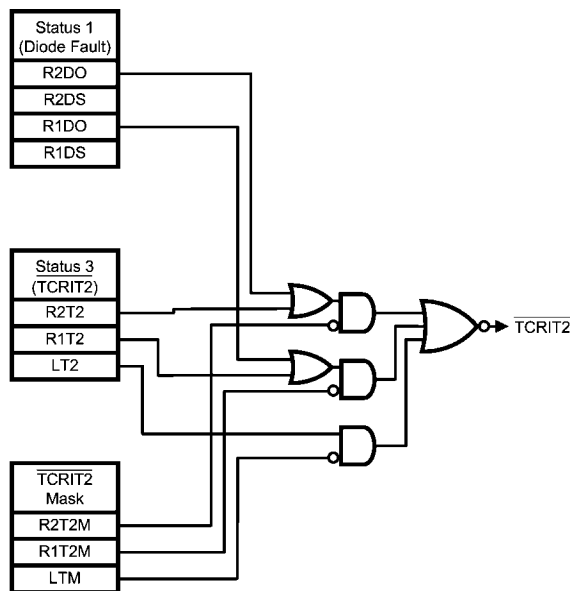 Status 1
(Diode Fault)
R2DO
R2DS
R1DO
R1DS
Status 3
(TCRIT2)
R2T2
R1T2
LT2
TCRIT2
TCRIT2
Mask
R2T2M
R1T2M
LTM